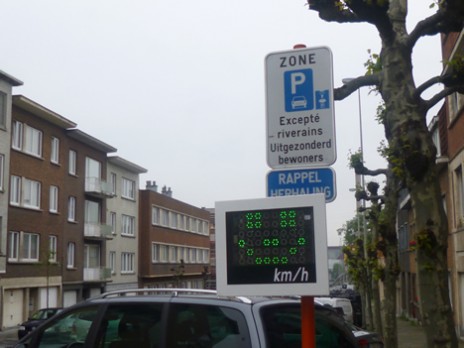 ZONE
P
Excepté
riverains
Uitgezonderd
bewoners
RAPPEL
HERHALING
km/h